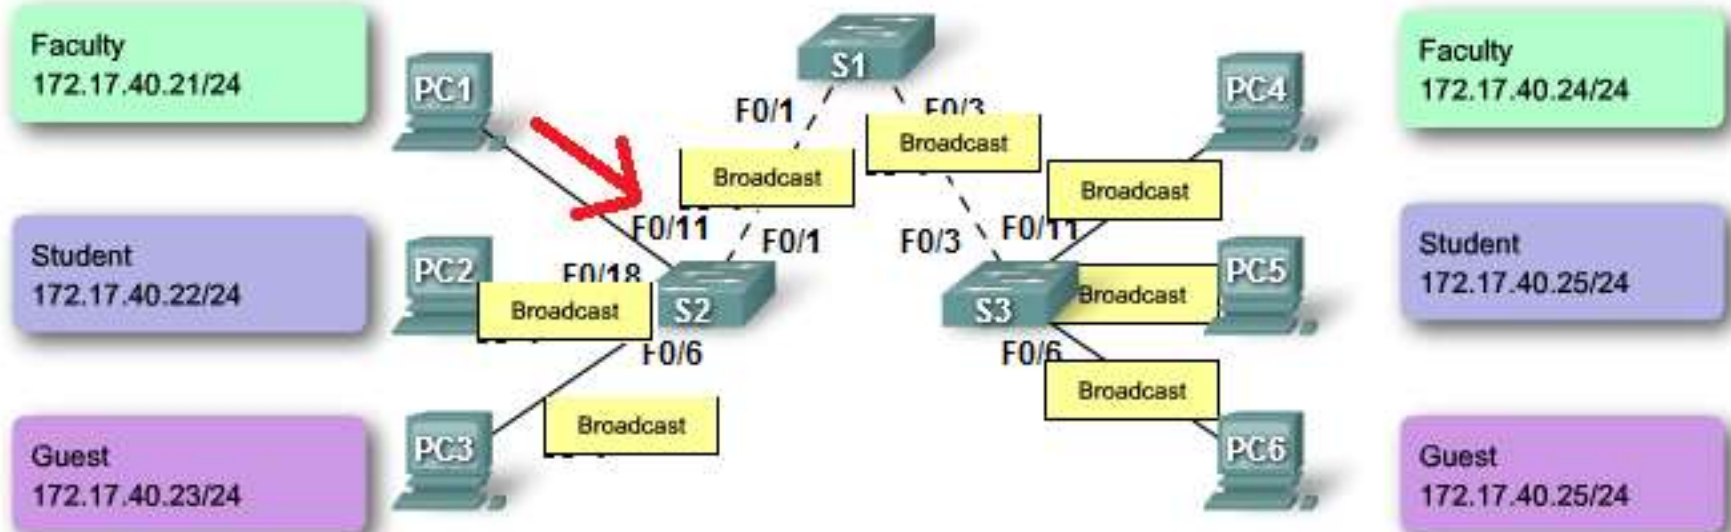 Faculty
172.17.40.21/24
PC1
S1
F0/1
F0/3
Broadcast
Broadcast
PC4
Broadcast
Faculty
172.17.40.24/24
Student
172.17.40.22/24
PC2
F0/11
F0/1
F0/18
Broadcast
S2
F0/6
F0/3
F0/11
S3
Broadcast
PC5
F0/6
Student
172.17.40.25/24
Guest
172.17.40.23/24
PC3
Broadcast
Broadcast
PC6
Guest
172.17.40.25/24